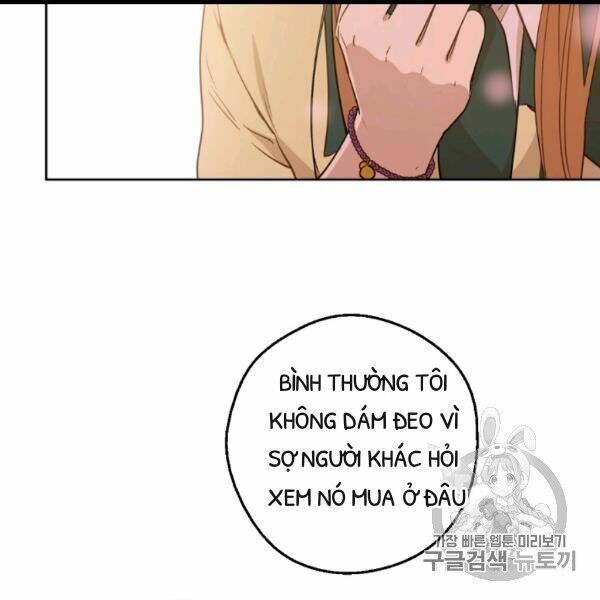 BÌNH THƯỜNG TÔI
KHÔNG DÁM ĐEO VÌ
SỢ NGƯỜI KHÁC HỎI
XEM NÓ MUA Ở ĐÂU
가장 빠른 웹툰 미리보기
구글검색 뉴토끼